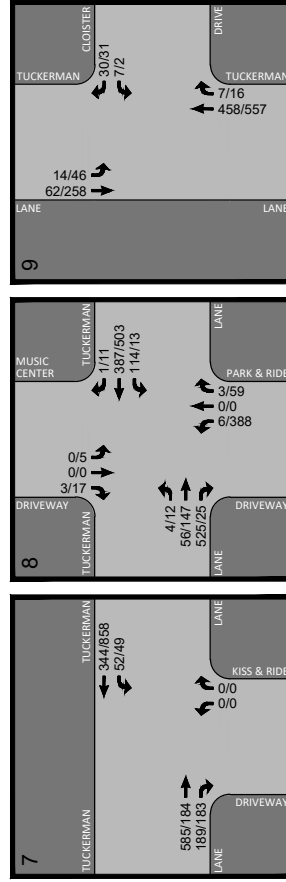 9
TUCKERMAN
CLOISTER
30/31
7/2
14/46
62/258
LANE
LANE
DRIVE
TUCKERMAN
7/16
458/557
8
MUSIC
CENTER
TUCKERMAN
1/11
387/503
114/13
0/5
0/0
3/17
DRIVEWAY
TUCKERMAN
4/12
56/147
525/25
LANE
DRIVEWAY
LANE
PARK & RIDE
3/59
0/0
6/388
7
TUCKERMAN
TUCKERMAN
344/858
52/49
585/184
189/183
LANE
DRIVEWAY
LANE
KISS & RIDE
0/0
0/0